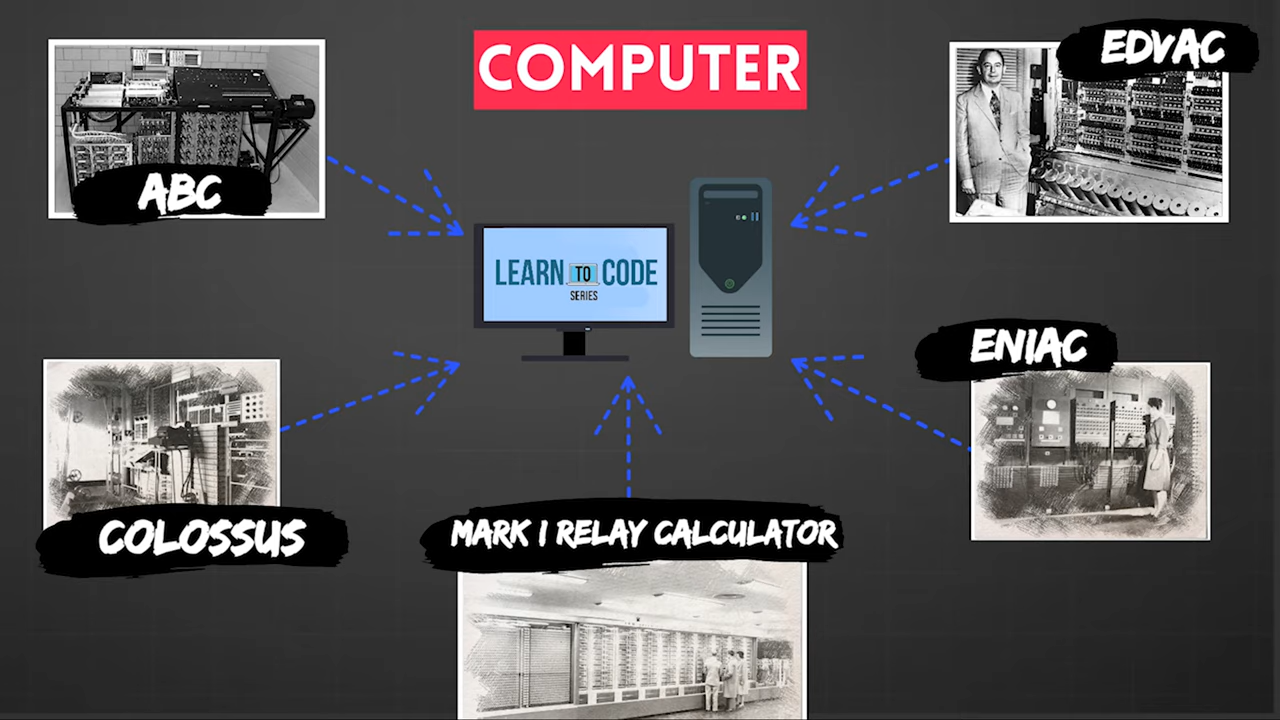 COMPUTER
EDVAC
ABC
LEARN TO CODE
SERIES
ENIAC
COLOSSUS
MARK I RELAY CALCULATOR